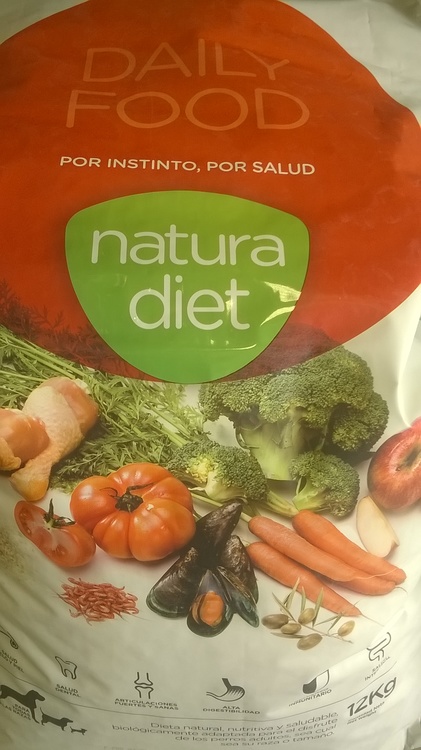 DAILY
FOOD
POR INSTINTO, POR SALUD
natura
diet
SALUD
DENTAL
ARTICULACIONES
FUERTES Y SANAS
ALTA
DIGESTIBILIDAD
INMUNITARIO
12Kg
Dieta natural, nutritiva y saludable,
biológicamente adaptada para el disfrute
de los perros adultos, sea cual
sea su raza o tamaño